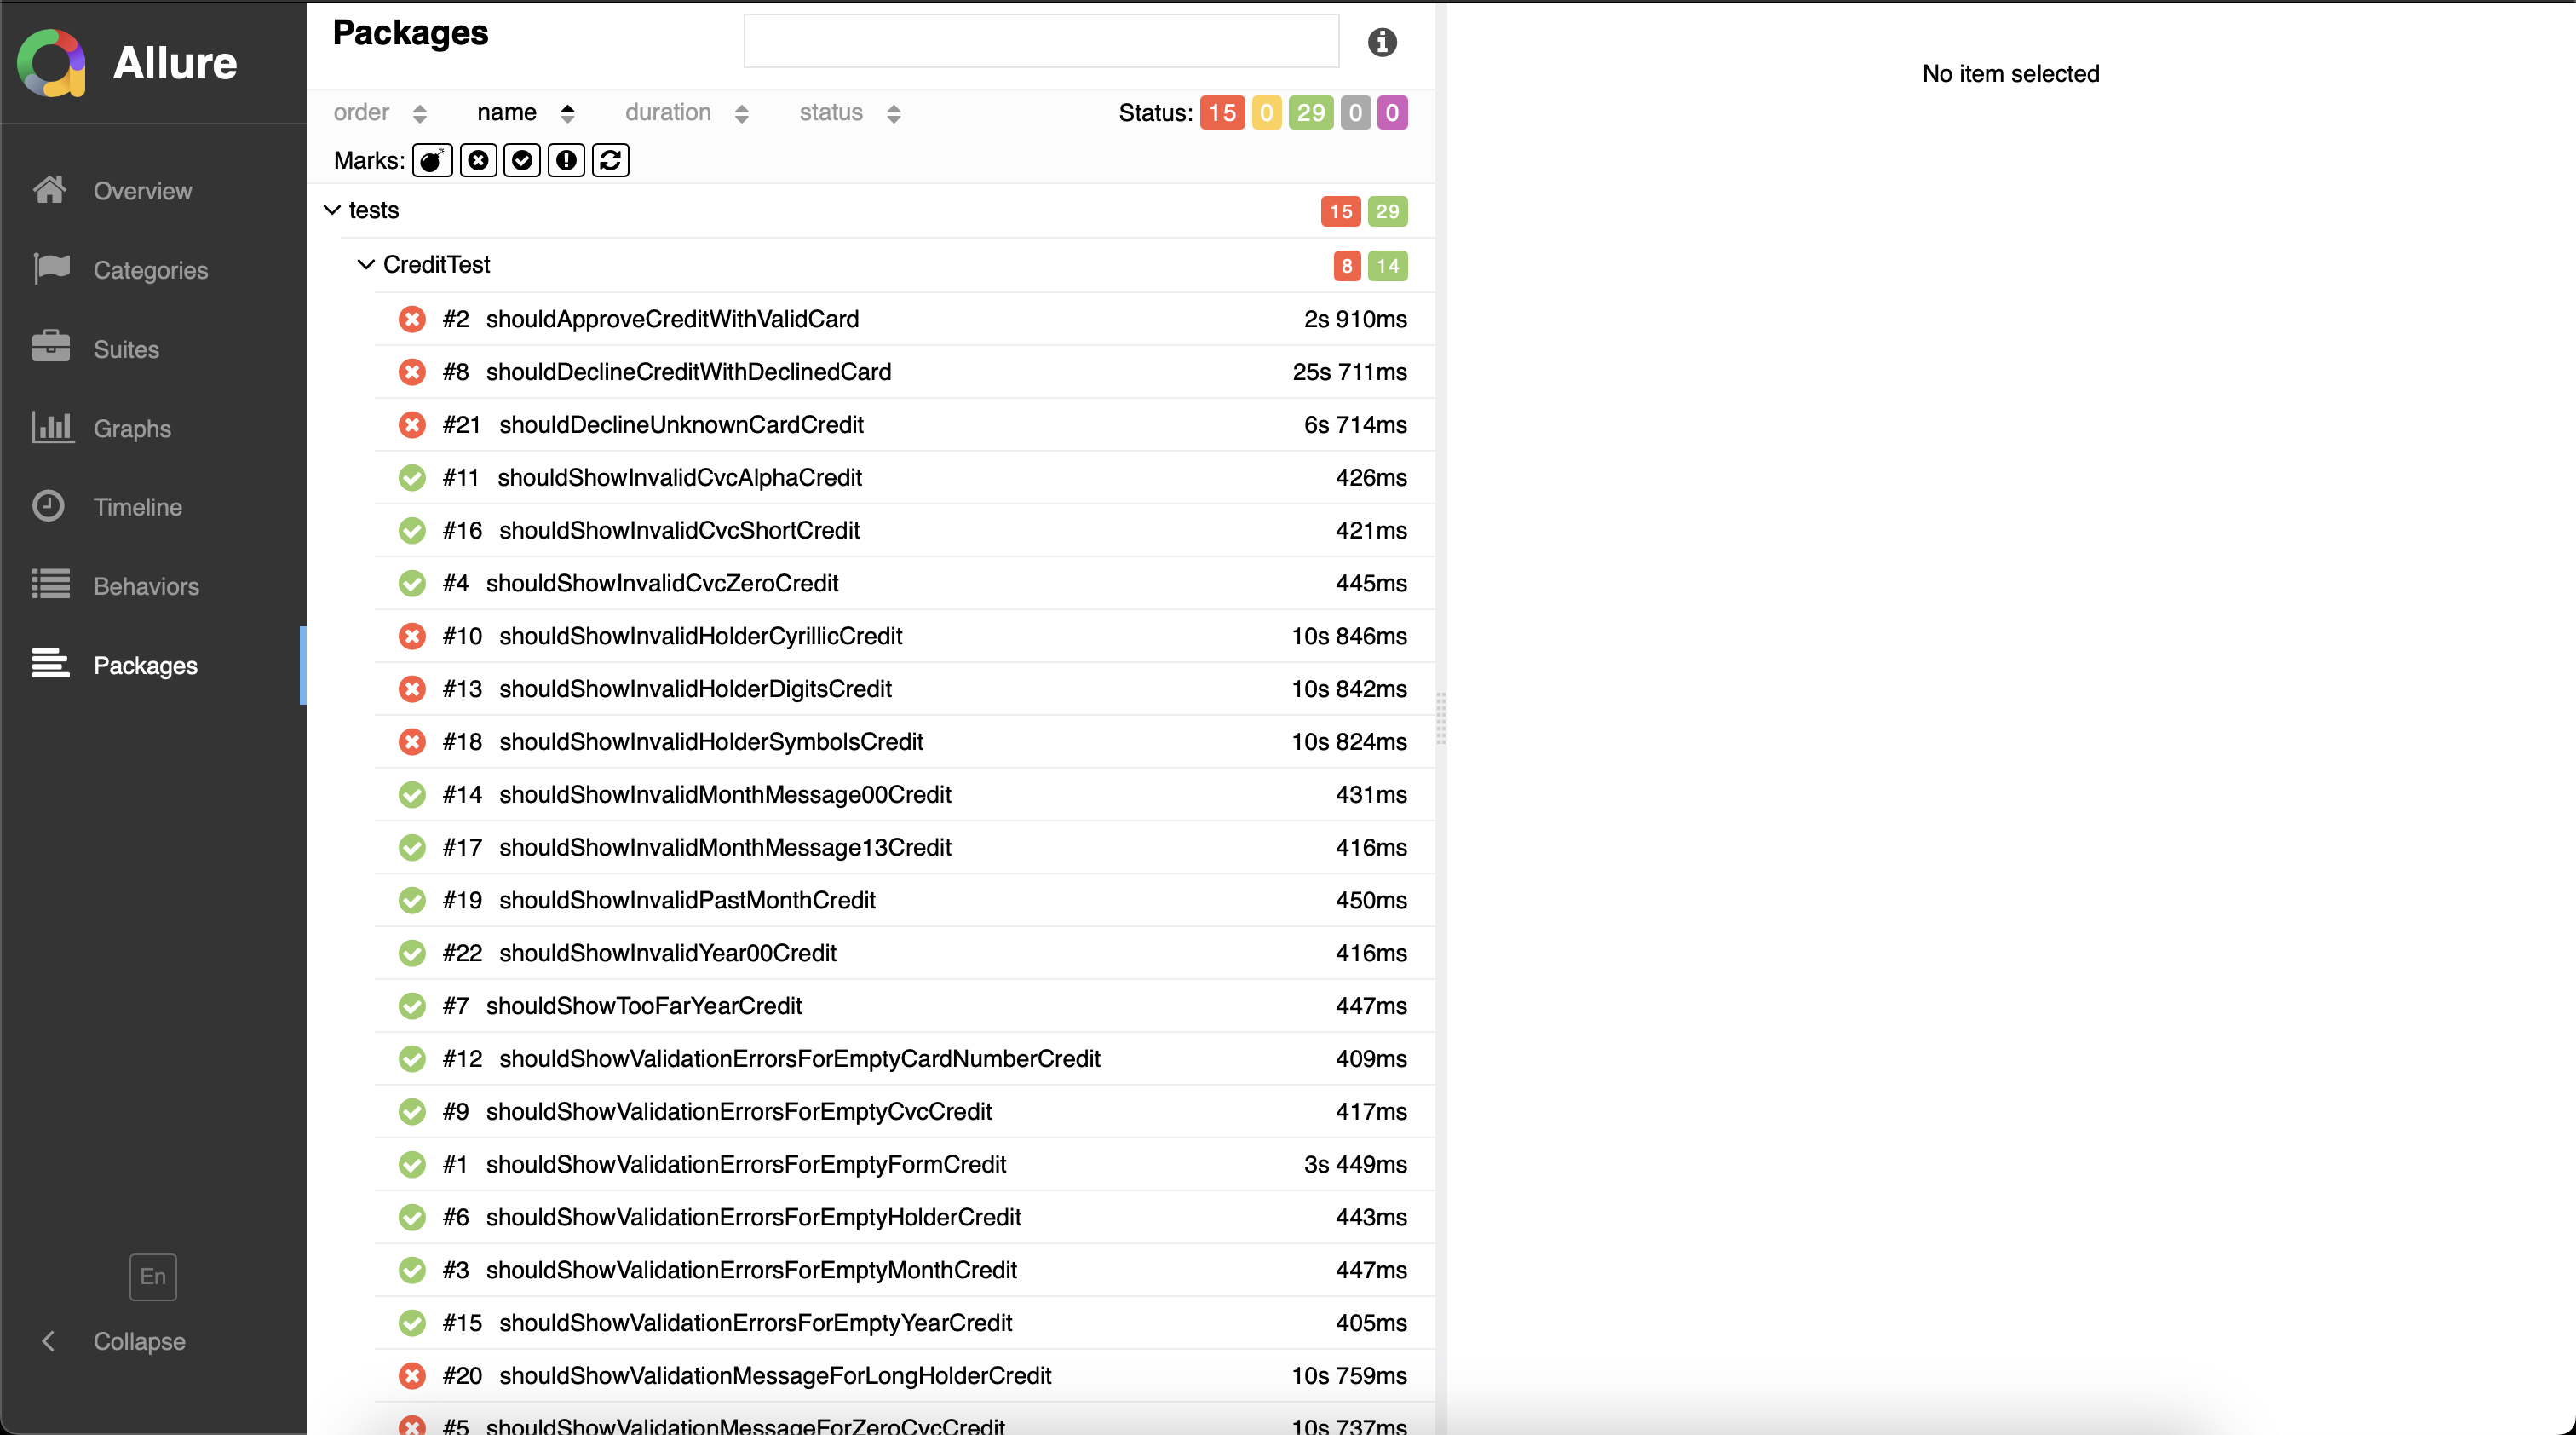 Allure
Overview
Categories
Suites
Graphs
Timeline
Behaviors
Packages
En
Collapse
Packages
order name duration status Status: 15 0 29 0 0
Marks:
tests 15 29
CreditTest 8 14
#2 shouldApproveCreditWithValidCard 2s 910ms
#8 shouldDeclineCreditWithDeclinedCard 25s 711ms
#21 shouldDeclineUnknownCardCredit 6s 714ms
#11 shouldShowInvalidCvcAlphaCredit 426ms
#16 shouldShowInvalidCvcShortCredit 421ms
#4 shouldShowInvalidCvcZeroCredit 445ms
#10 shouldShowInvalidHolderCyrillicCredit 10s 846ms
#13 shouldShowInvalidHolderDigitsCredit 10s 842ms
#18 shouldShowInvalidHolderSymbolsCredit 10s 824ms
#14 shouldShowInvalidMonthMessage00Credit 431ms
#17 shouldShowInvalidMonthMessage13Credit 416ms
#19 shouldShowInvalidPastMonthCredit 450ms
#22 shouldShowInvalidYear00Credit 416ms
#7 shouldShowTooFarYearCredit 447ms
#12 shouldShowValidationErrorsForEmptyCardNumberCredit 409ms
#9 shouldShowValidationErrorsForEmptyCvcCredit 417ms
#1 shouldShowValidationErrorsForEmptyFormCredit 3s 449ms
#6 shouldShowValidationErrorsForEmptyHolderCredit 443ms
#3 shouldShowValidationErrorsForEmptyMonthCredit 447ms
#15 shouldShowValidationErrorsForEmptyYearCredit 405ms
#20 shouldShowValidationMessageForLongHolderCredit 10s 759ms
#5 shouldShowValidationMessageForZeroCvcCredit 10s 737ms
No item selected